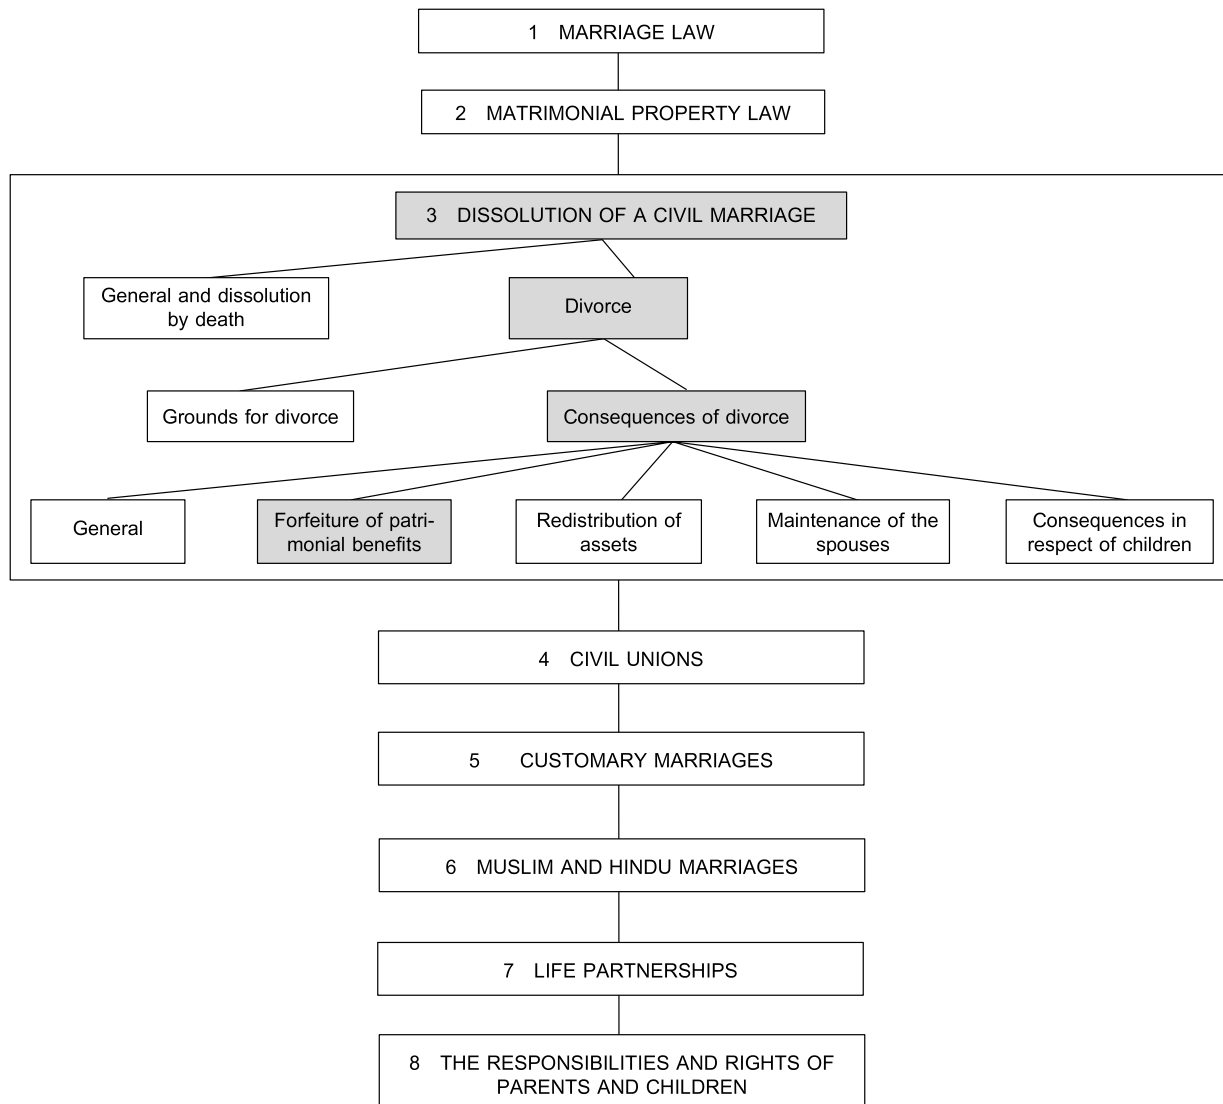 1 MARRIAGE LAW
2 MATRIMONIAL PROPERTY LAW
3 DISSOLUTION OF A CIVIL MARRIAGE
General and dissolution
by death
Divorce
Grounds for divorce
Consequences of divorce
General
Forfeiture of patri-
monial benefits
Redistribution of
assets
Maintenance of the
spouses
Consequences in
respect of children
4 CIVIL UNIONS
5 CUSTOMARY MARRIAGES
6 MUSLIM AND HINDU MARRIAGES
7 LIFE PARTNERSHIPS
8 THE RESPONSIBILITIES AND RIGHTS OF
PARENTS AND CHILDREN